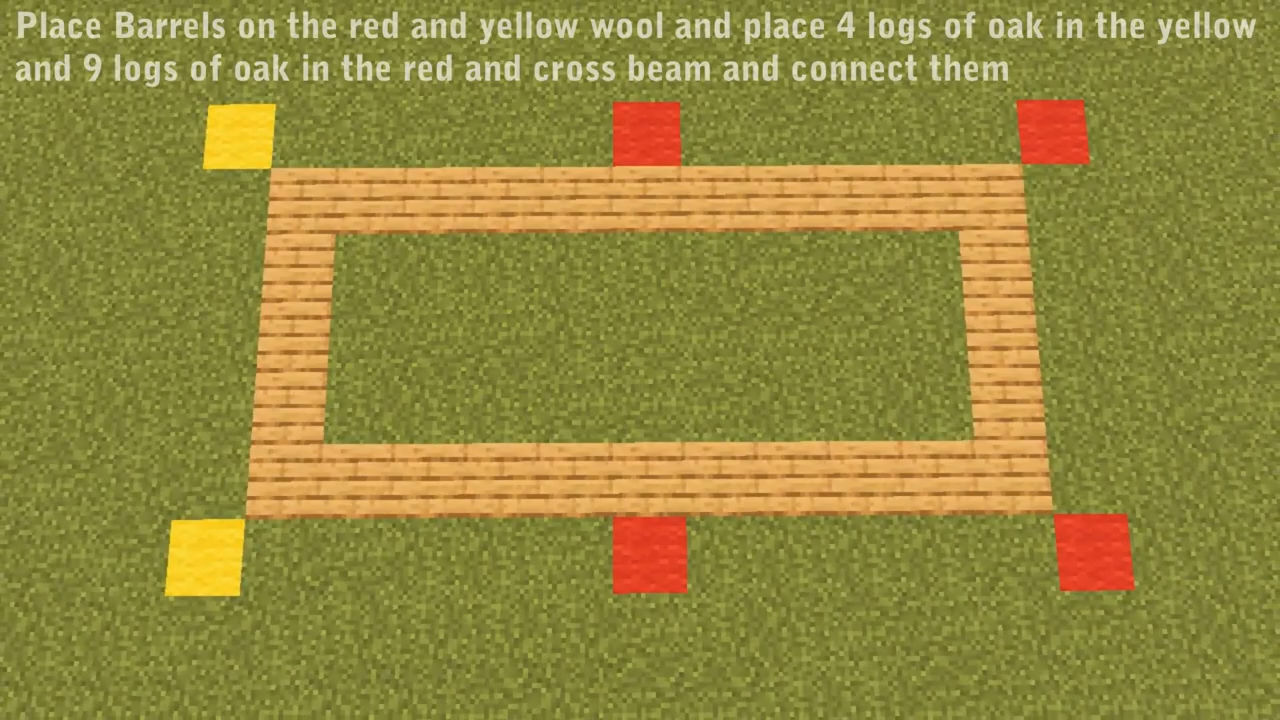 Place Barrels on the red and yellow wool and place 4 logs of oak in the yellow
and 9 logs of oak in the red and cross beam and connect them